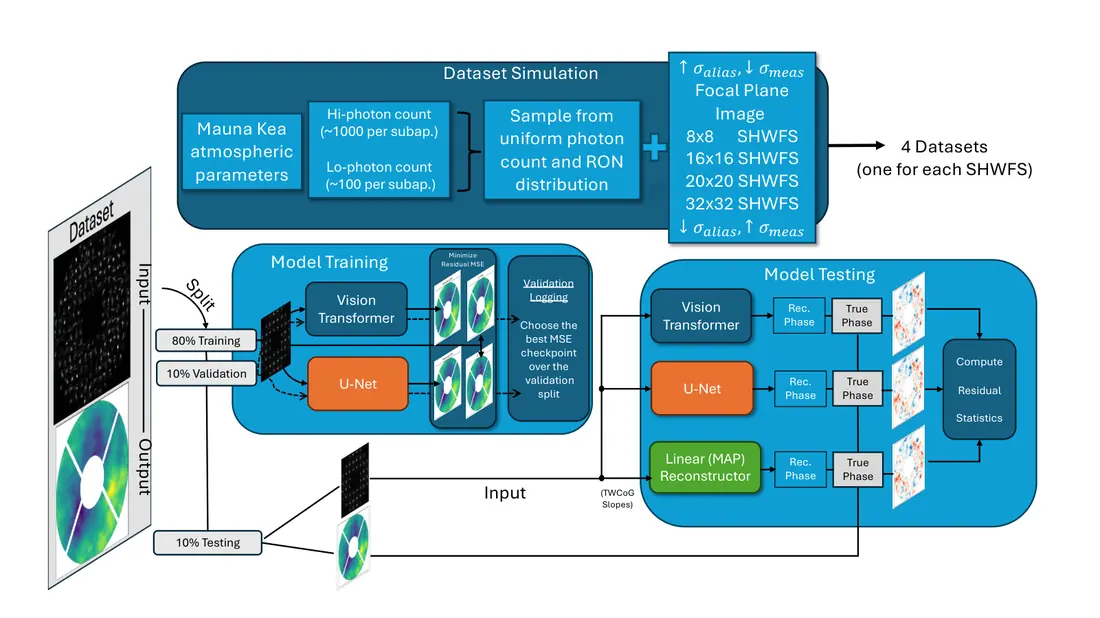 Dataset Simulation
Mauna Kea
atmospheric
parameters
Hi-photon count
(~1000 per subap.)
Lo-photon count
(~100 per subap.)
Sample from
uniform photon
count and RON
distribution
+
↑ σ_alias, ↓ σ_meas
Focal Plane
Image
8x8 SHWFS
16x16 SHWFS
20x20 SHWFS
32x32 SHWFS
↓ σ_alias, ↑ σ_meas
4 Datasets
(one for each SHWFS)
Dataset
Input
Output
Split
80% Training
10% Validation
10% Testing
Model Training
Vision
Transformer
U-Net
Minimize
Residual MSE
Validation
Logging
Choose the
best MSE
checkpoint
over the
validation
split
Input
(TWCoG
Slopes)
Model Testing
Vision
Transformer
Rec.
Phase
True
Phase
U-Net
Rec.
Phase
True
Phase
Linear (MAP)
Reconstructor
Rec.
Phase
True
Phase
Compute
Residual
Statistics